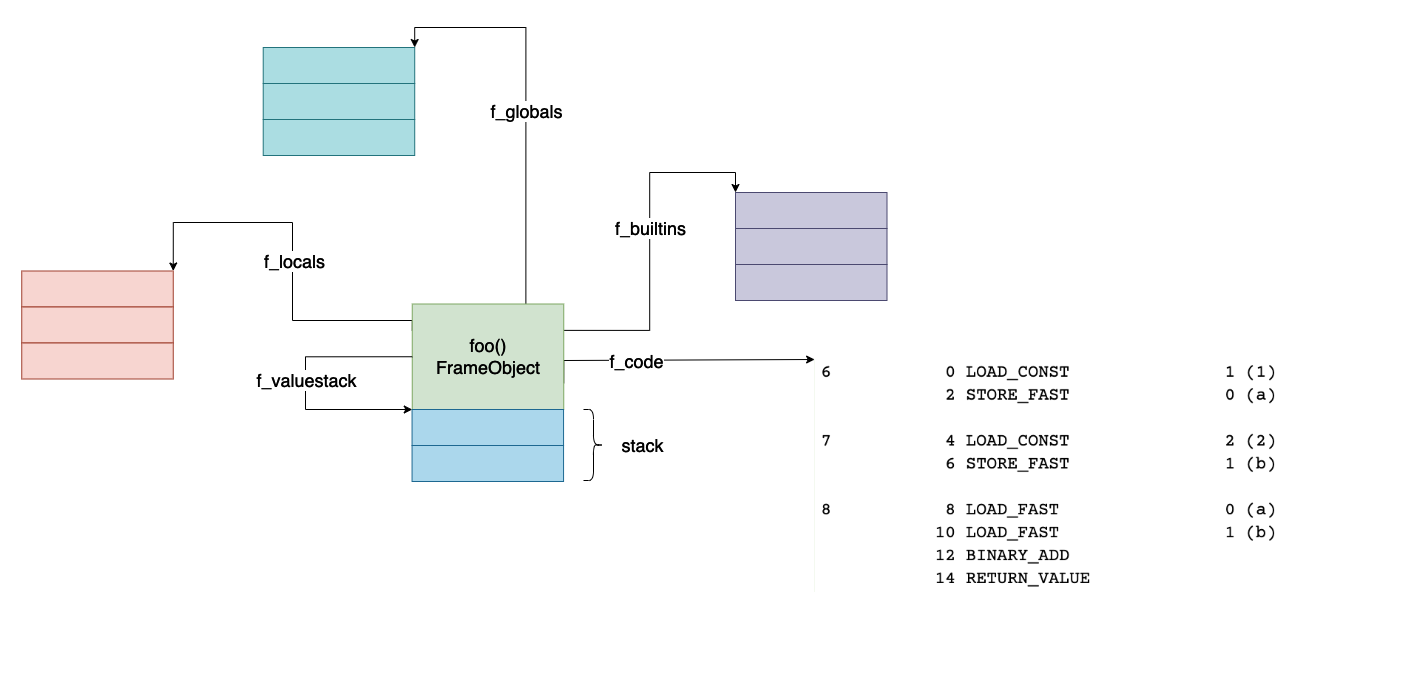 f_globals
f_builtins
f_locals
foo()
FrameObject
f_code
f_valuestack
stack
6 0 LOAD_CONST 1 (1)
2 STORE_FAST 0 (a)
7 4 LOAD_CONST 2 (2)
6 STORE_FAST 1 (b)
8 8 LOAD_FAST 0 (a)
10 LOAD_FAST 1 (b)
12 BINARY_ADD
14 RETURN_VALUE